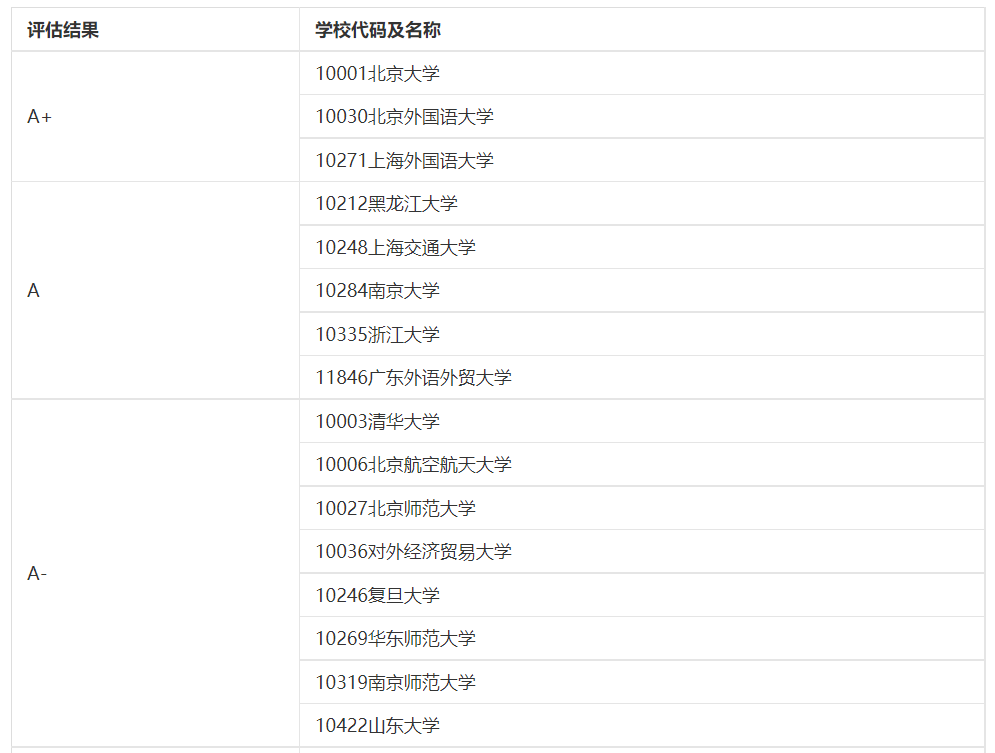 评估结果 学校代码及名称
A+
10001北京大学
10030北京外国语大学
10271上海外国语大学
A
10212黑龙江大学
10248上海交通大学
10284南京大学
10335浙江大学
11846广东外语外贸大学
A-
10003清华大学
10006北京航空航天大学
10027北京师范大学
10036对外经济贸易大学
10246复旦大学
10269华东师范大学
10319南京师范大学
10422山东大学